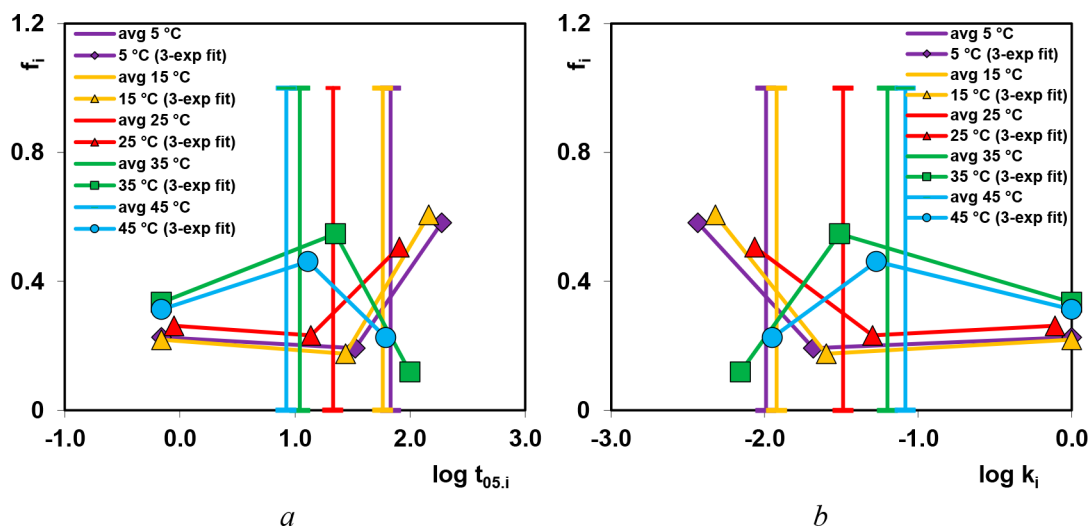 1.2
f_i
0.8
0.4
0
avg 5 °C
5 °C (3-exp fit)
avg 15 °C
15 °C (3-exp fit)
avg 25 °C
25 °C (3-exp fit)
avg 35 °C
35 °C (3-exp fit)
avg 45 °C
45 °C (3-exp fit)
-1.0 0.0 1.0 2.0 3.0
log t_05.i
a
1.2
f_i
0.8
0.4
0
avg 5 °C
5 °C (3-exp fit)
avg 15 °C
15 °C (3-exp fit)
avg 25 °C
25 °C (3-exp fit)
avg 35 °C
35 °C (3-exp fit)
avg 45 °C
45 °C (3-exp fit)
-3.0 -2.0 -1.0 0.0
log k_i
b